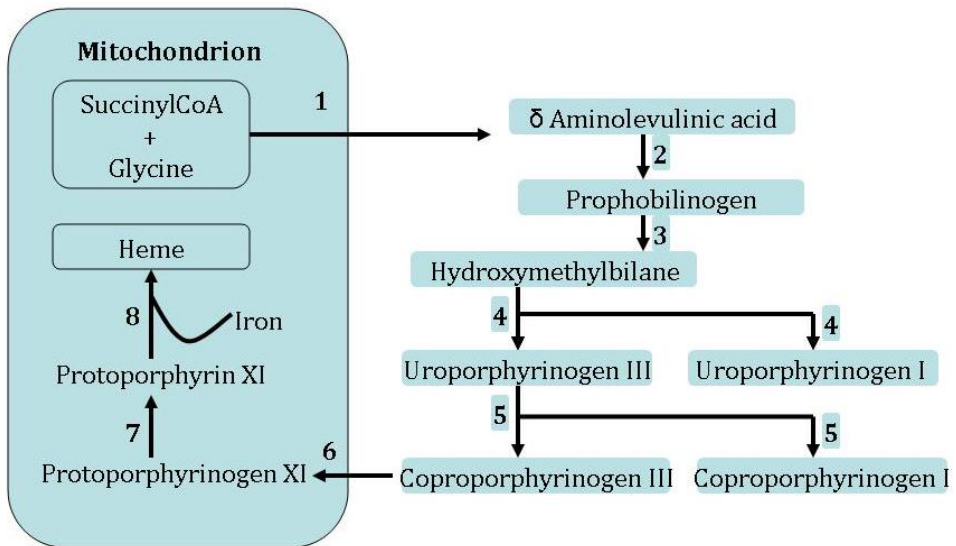 Mitochondrion
SuccinylCoA
+
Glycine
1
δ Aminolevulinic acid
2
Prophobilinogen
3
Hydroxymethylbilane
4
4
Uroporphyrinogen III
Uroporphyrinogen I
5
5
Coproporphyrinogen III
Coproporphyrinogen I
6
Protoporphyrinogen XI
7
Protoporphyrin XI
8
Iron
Heme